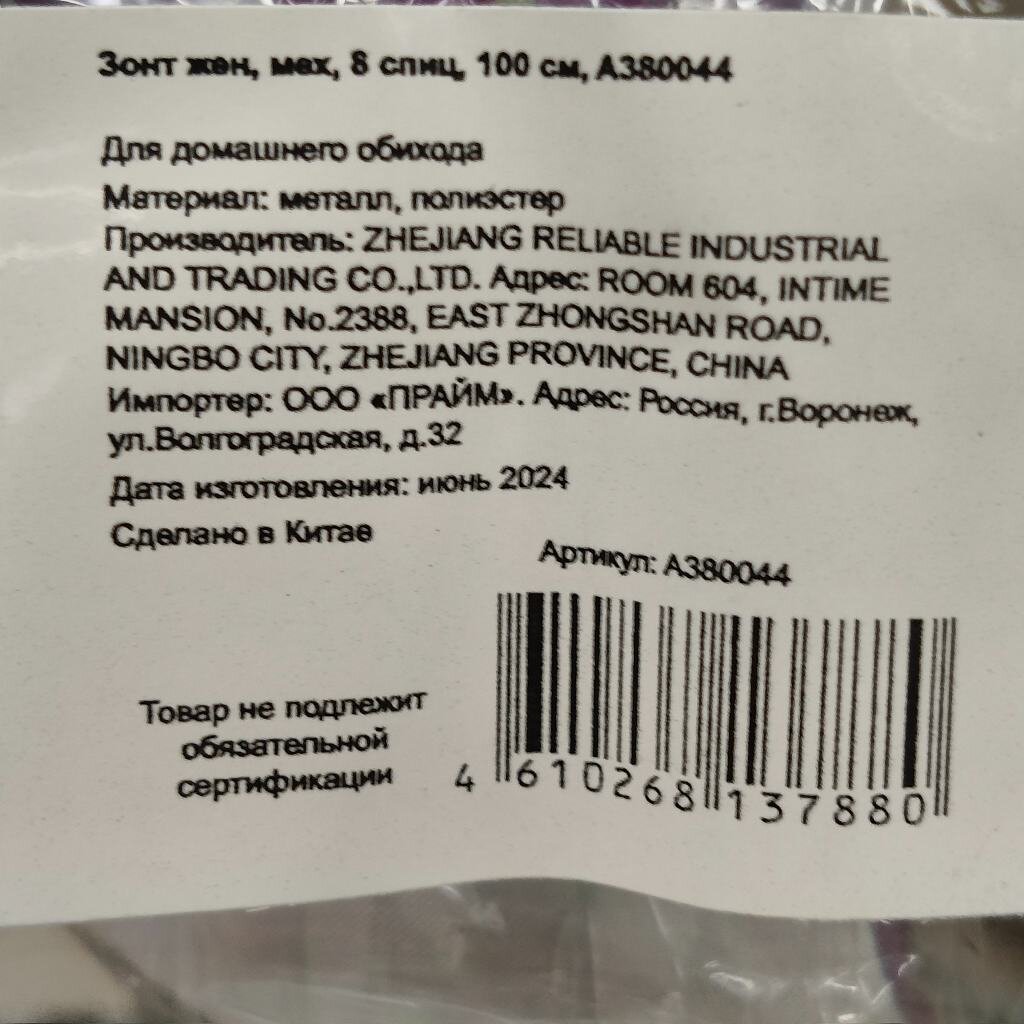 Зонт жен, мех, 8 спиц, 100 см, А380044
Для домашнего обихода
Материал: металл, полиэстер
Производитель: ZHEJIANG RELIABLE INDUSTRIAL
AND TRADING CO.,LTD. Адрес: ROOM 604, INTIME
MANSION, No.2388, EAST ZHONGSHAN ROAD,
NINGBO CITY, ZHEJIANG PROVINCE, CHINA
Импортер: ООО «ПРАЙМ». Адрес: Россия, г.Воронеж,
ул.Волгоградская, д.32
Дата изготовления: июнь 2024
Сделано в Китае
Артикул: А380044
Товар не подлежит
обязательной
сертификации
4 610268 137880